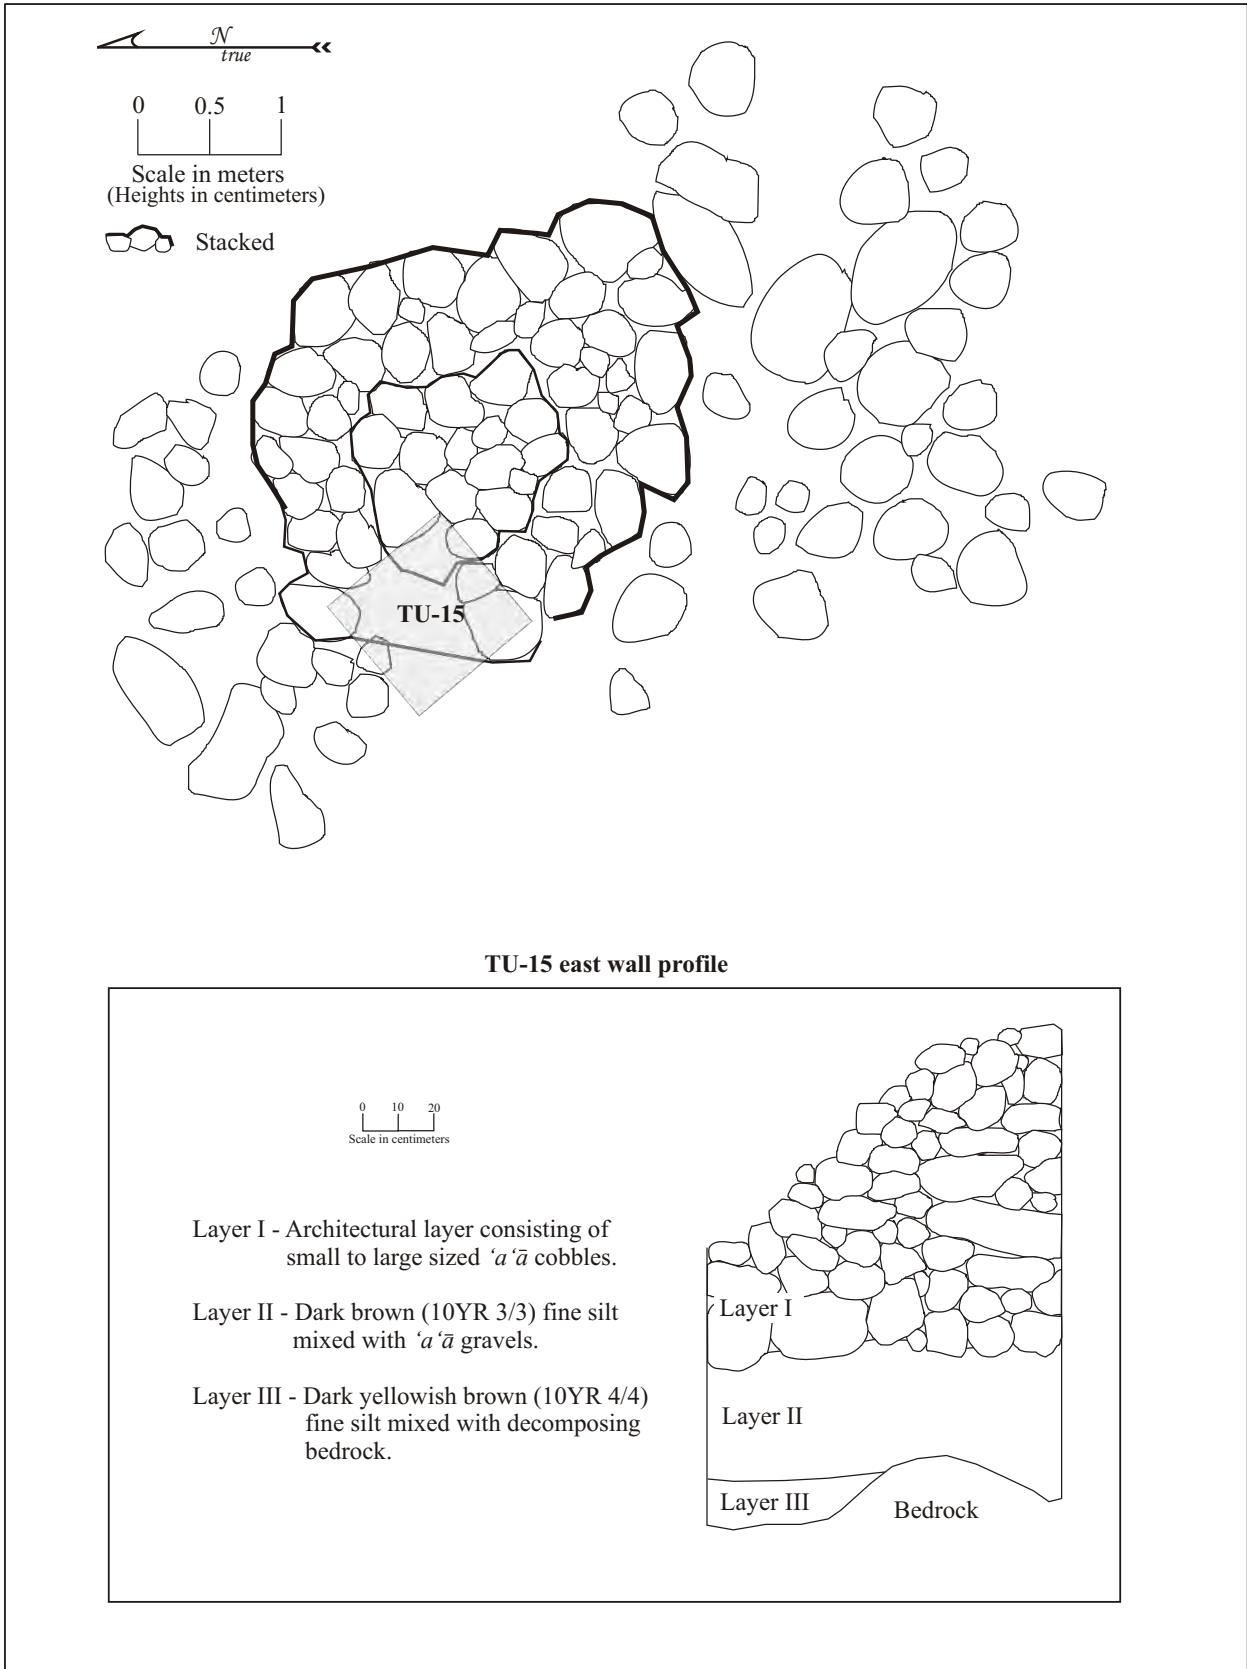 N
true
0 0.5 1
Scale in meters
(Heights in centimeters)
Stacked
TU-15
TU-15 east wall profile
0 10 20
Scale in centimeters
Layer I - Architectural layer consisting of
small to large sized ‘a‘ā cobbles.
Layer II - Dark brown (10YR 3/3) fine silt
mixed with ‘a‘ā gravels.
Layer III - Dark yellowish brown (10YR 4/4)
fine silt mixed with decomposing
bedrock.
Layer I
Layer II
Layer III
Bedrock